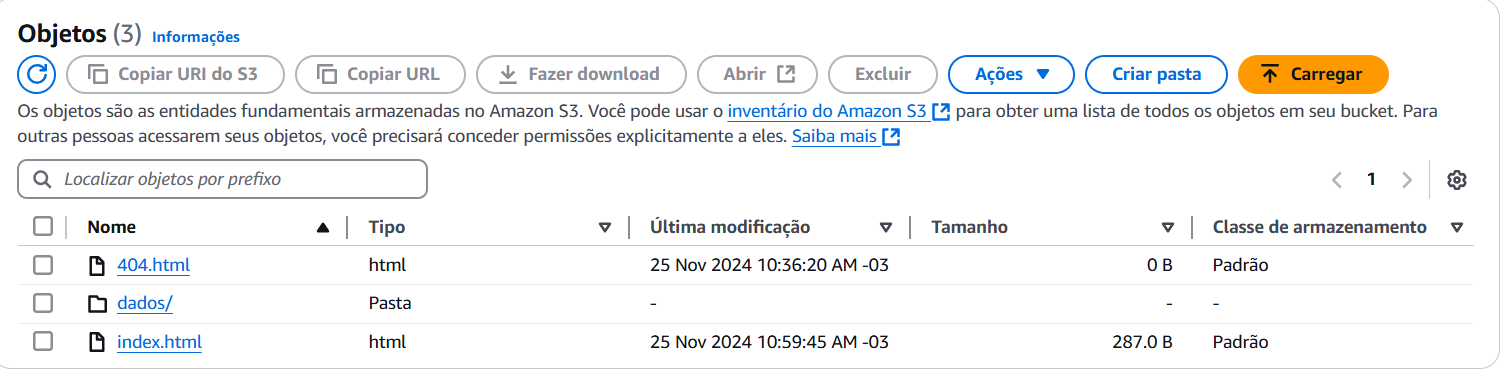 Objetos (3) Informações
Copiar URI do S3 Copiar URL Fazer download Abrir Excluir Ações Criar pasta Carregar
Os objetos são as entidades fundamentais armazenadas no Amazon S3. Você pode usar o inventário do Amazon S3 para obter uma lista de todos os objetos em seu bucket. Para
outras pessoas acessarem seus objetos, você precisará conceder permissões explicitamente a eles. Saiba mais
Localizar objetos por prefixo 1
Nome Tipo Última modificação Tamanho Classe de armazenamento
404.html html 25 Nov 2024 10:36:20 AM -03 0 B Padrão
dados/ Pasta - - -
index.html html 25 Nov 2024 10:59:45 AM -03 287.0 B Padrão